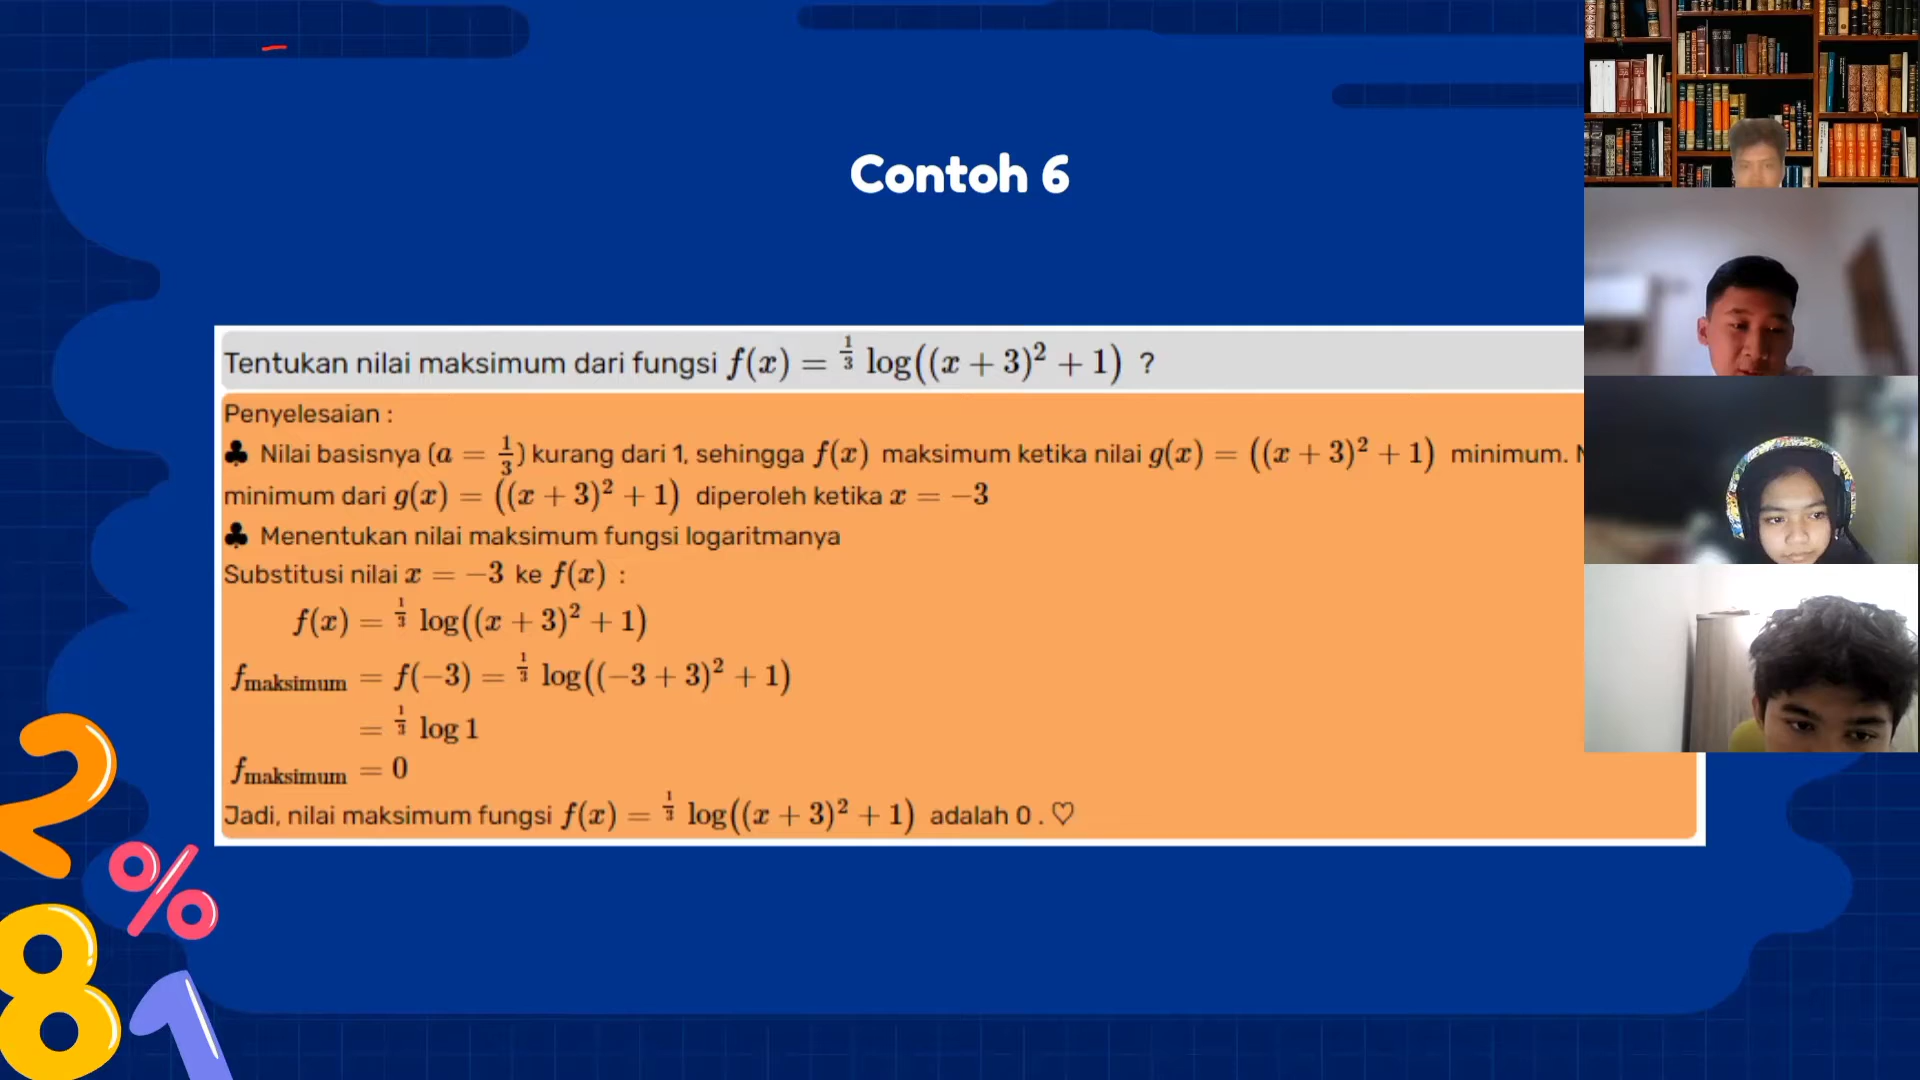 Contoh 6
Tentukan nilai maksimum dari fungsi f(x) = ^{1/3} log((x + 3)² + 1) ?
Penyelesaian :
♣ Nilai basisnya (a = 1/3) kurang dari 1, sehingga f(x) maksimum ketika nilai g(x) = ((x + 3)² + 1) minimum.
minimum dari g(x) = ((x + 3)² + 1) diperoleh ketika x = −3
♣ Menentukan nilai maksimum fungsi logaritmanya
Substitusi nilai x = −3 ke f(x) :
f(x) = ^{1/3} log((x + 3)² + 1)
f_maksimum = f(−3) = ^{1/3} log((−3 + 3)² + 1)
= ^{1/3} log 1
f_maksimum = 0
Jadi, nilai maksimum fungsi f(x) = ^{1/3} log((x + 3)² + 1) adalah 0 . ♡
2
%
8
1